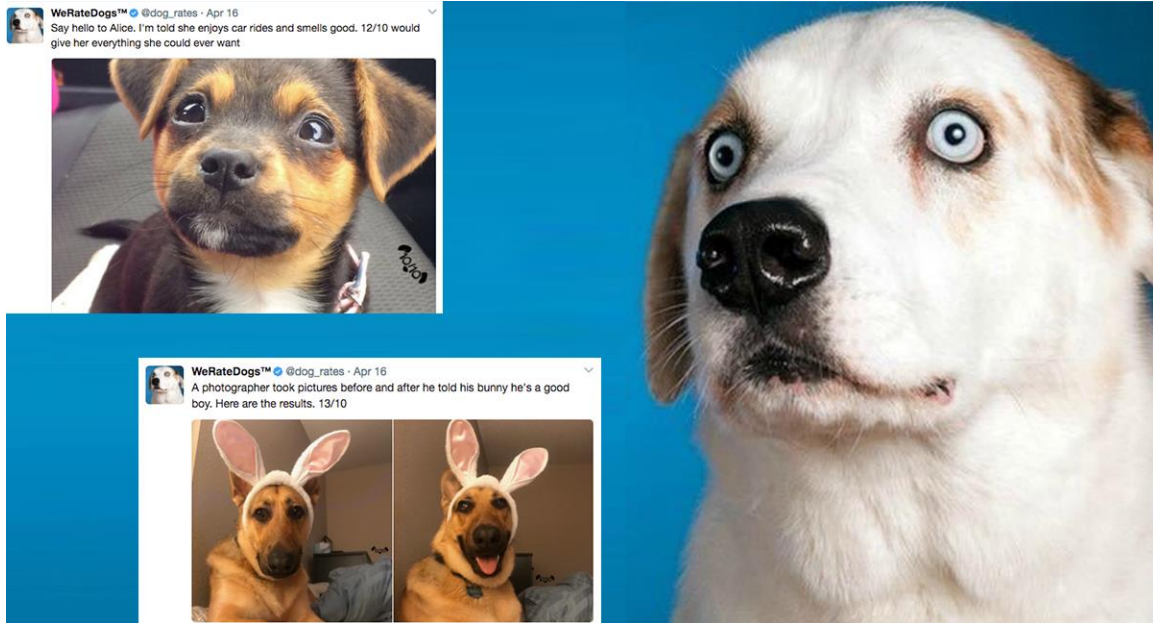 WeRateDogs™ @dog_rates · Apr 16
Say hello to Alice. I'm told she enjoys car rides and smells good. 12/10 would
give her everything she could ever want
WeRateDogs™ @dog_rates · Apr 16
A photographer took pictures before and after he told his bunny he's a good
boy. Here are the results. 13/10